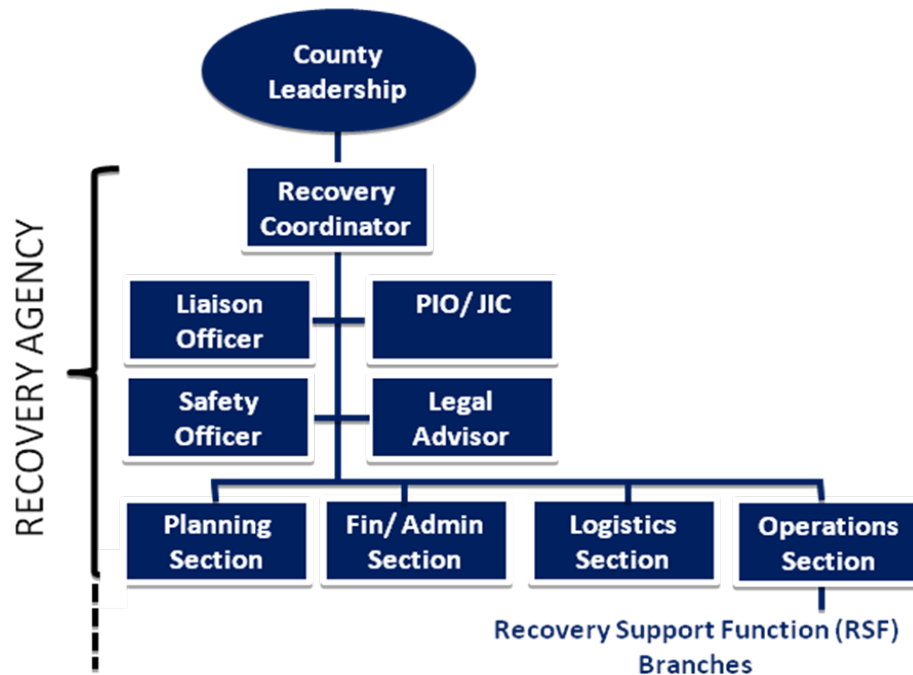 County
Leadership
Recovery
Coordinator
RECOVERY AGENCY
Liaison
Officer
PIO/ JIC
Safety
Officer
Legal
Advisor
Planning
Section
Fin/ Admin
Section
Logistics
Section
Operations
Section
Recovery Support Function (RSF)
Branches